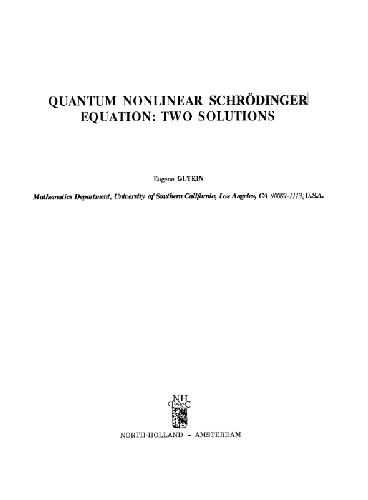 QUANTUM NONLINEAR SCHRÖDINGER
EQUATION: TWO SOLUTIONS
Eugene GUTKIN
Mathematics Department, University of Southern California, Los Angeles, CA 90089-1113, U.S.A.
NH
NORTH-HOLLAND – AMSTERDAM